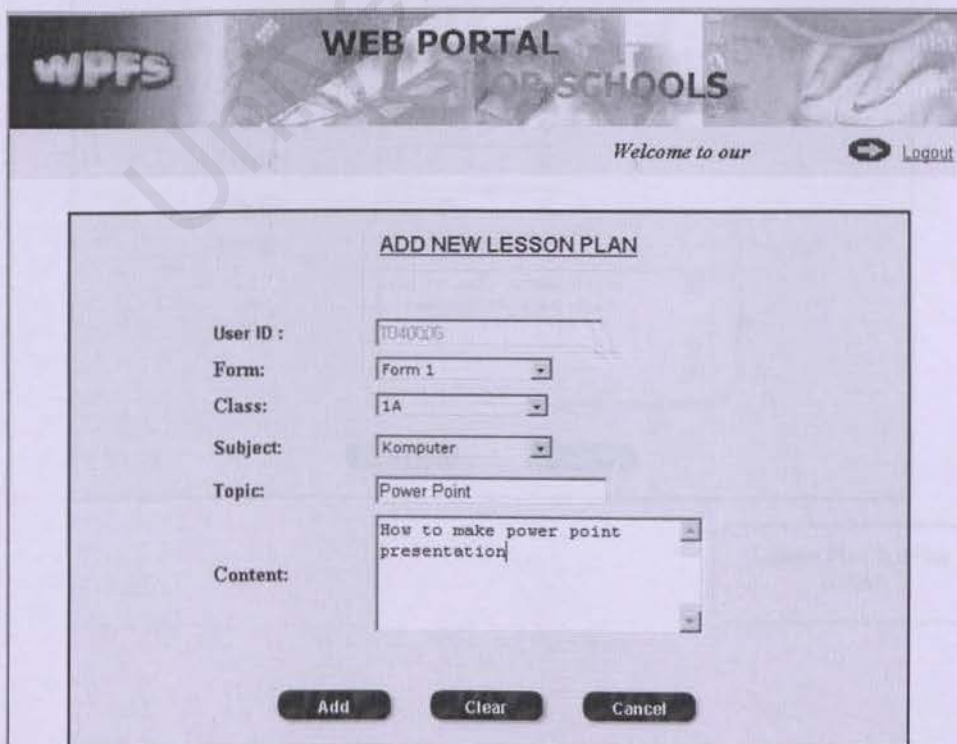 WPFS
WEB PORTAL
FOR SCHOOLS
Welcome to our
Logout
ADD NEW LESSON PLAN
User ID :
Form: Form 1
Class: 1A
Subject: Komputer
Topic: Power Point
Content: How to make power point
presentation
Add Clear Cancel